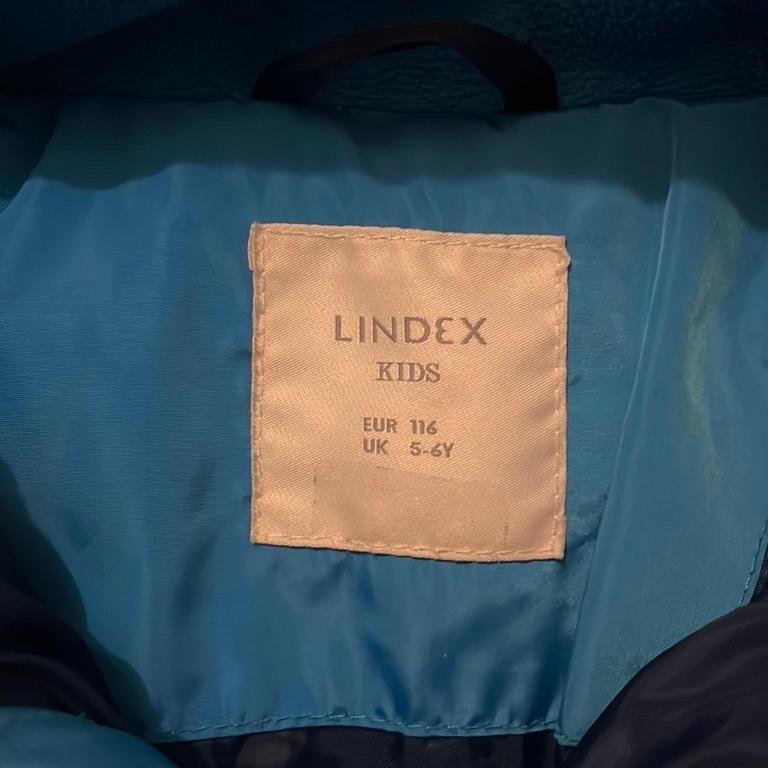 LINDEX
KIDS
EUR 116
UK 5-6Y